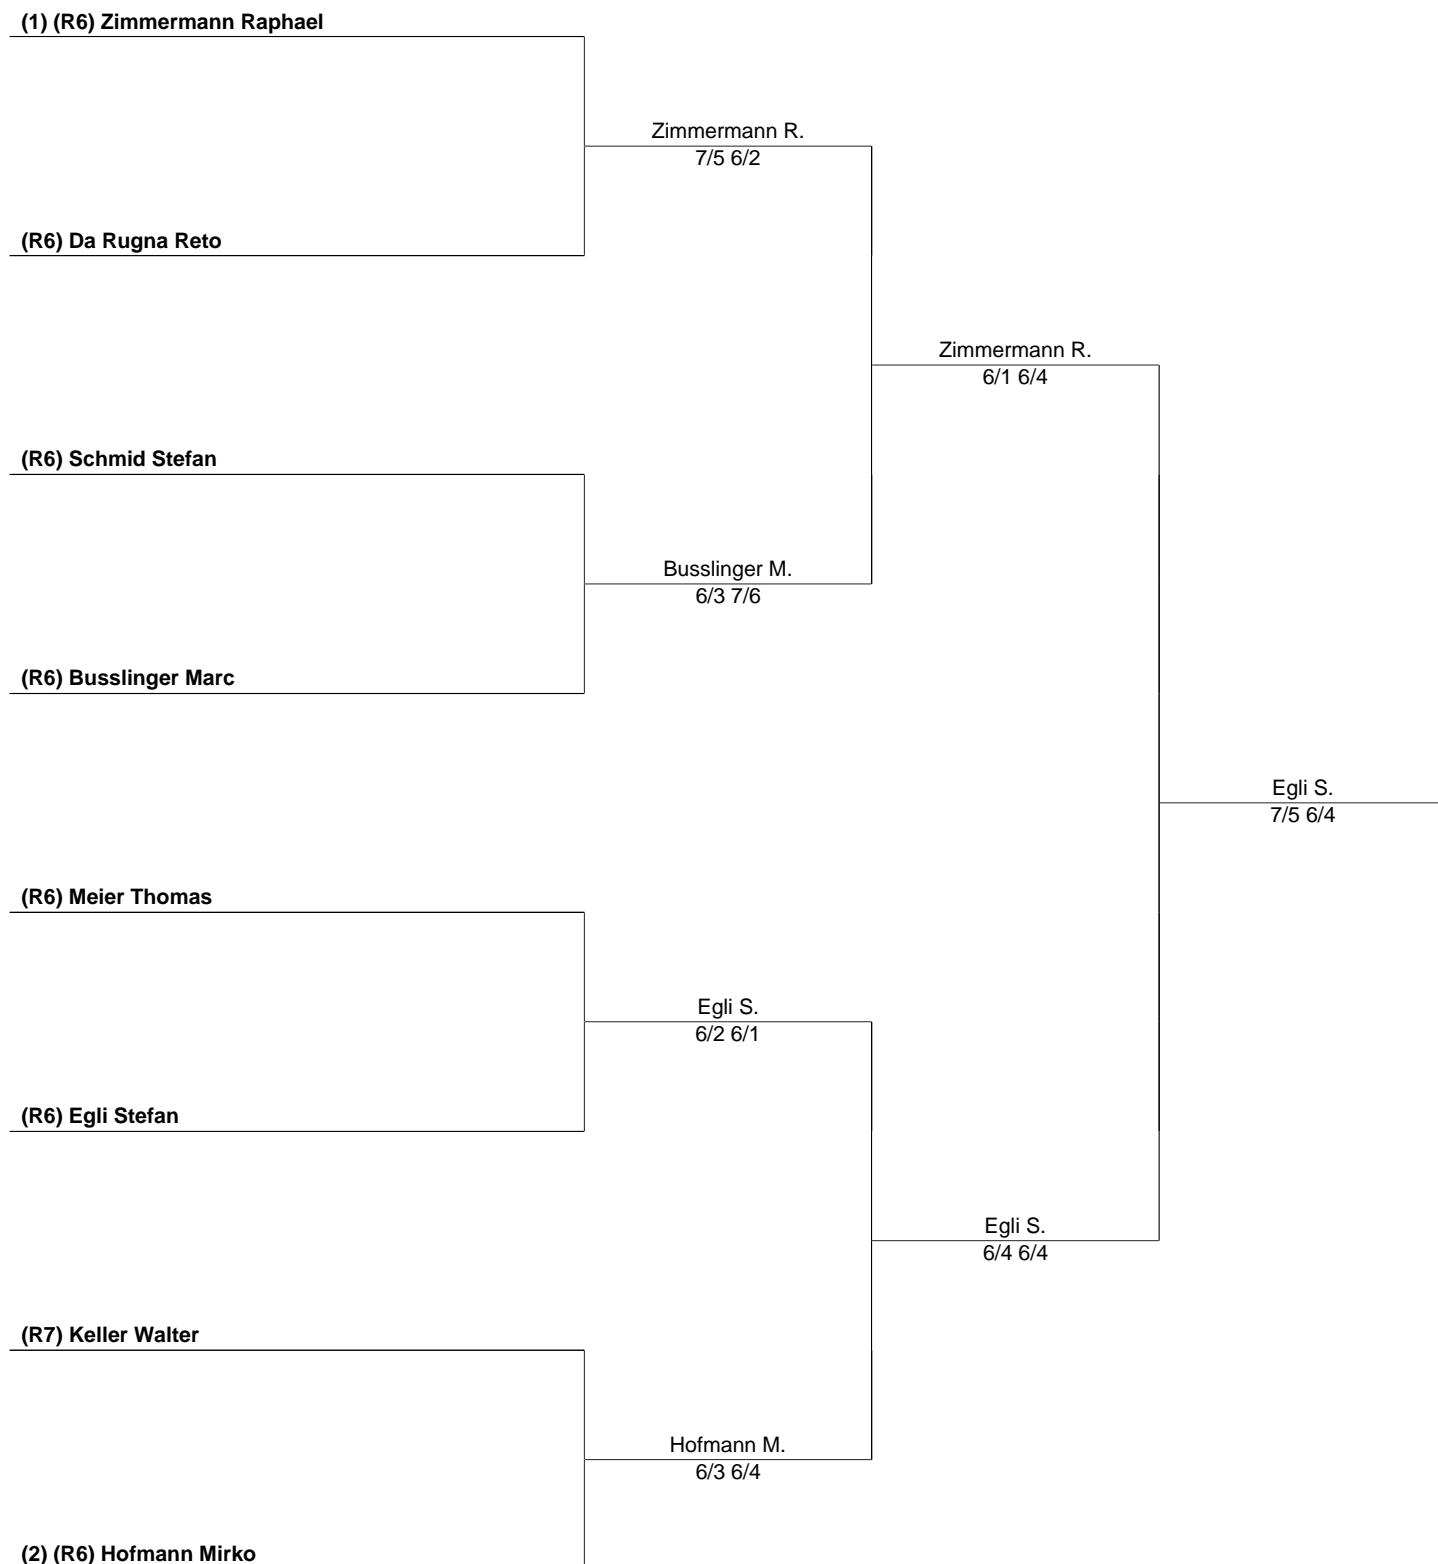 (1) (R6) Zimmermann Raphael
Zimmermann R.
7/5 6/2
(R6) Da Rugna Reto
Zimmermann R.
6/1 6/4
(R6) Schmid Stefan
Busslinger M.
6/3 7/6
(R6) Busslinger Marc
Egli S.
7/5 6/4
(R6) Meier Thomas
Egli S.
6/2 6/1
(R6) Egli Stefan
Egli S.
6/4 6/4
(R7) Keller Walter
Hofmann M.
6/3 6/4
(2) (R6) Hofmann Mirko